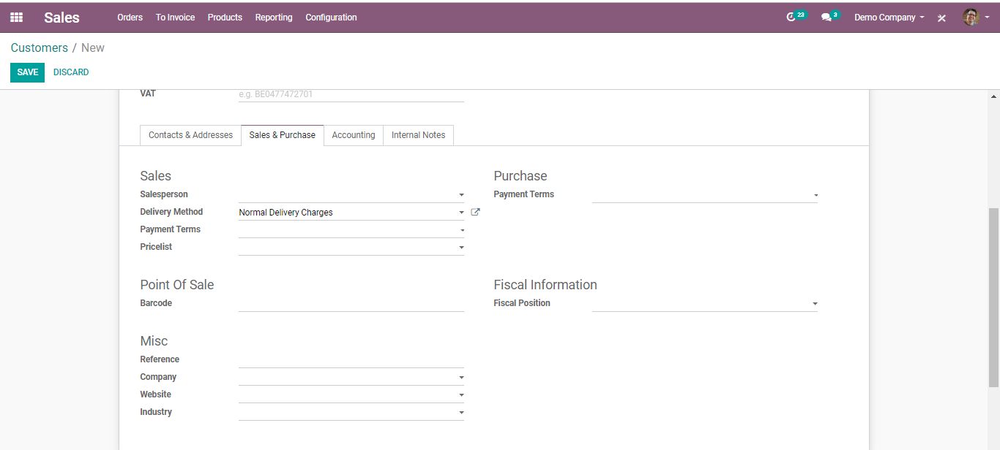 Sales Orders To Invoice Products Reporting Configuration 23 3 Demo Company
Customers / New
SAVE DISCARD
VAT e.g. BE0477472701
Contacts & Addresses Sales & Purchase Accounting Internal Notes
Sales Purchase
Salesperson Payment Terms
Delivery Method Normal Delivery Charges
Payment Terms
Pricelist
Point Of Sale Fiscal Information
Barcode Fiscal Position
Misc
Reference
Company
Website
Industry